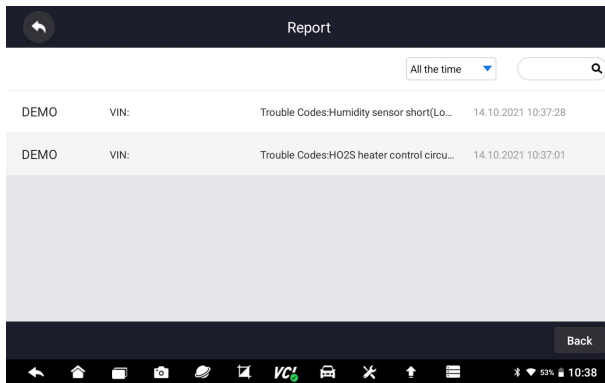 Report
All the time
DEMO VIN: Trouble Codes:Humidity sensor short(Lo... 14.10.2021 10:37:28
DEMO VIN: Trouble Codes:HO2S heater control circu... 14.10.2021 10:37:01
Back
VCI 53% 10:38